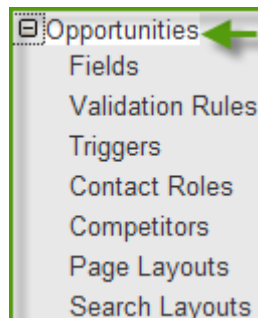 Opportunities
Fields
Validation Rules
Triggers
Contact Roles
Competitors
Page Layouts
Search Layouts